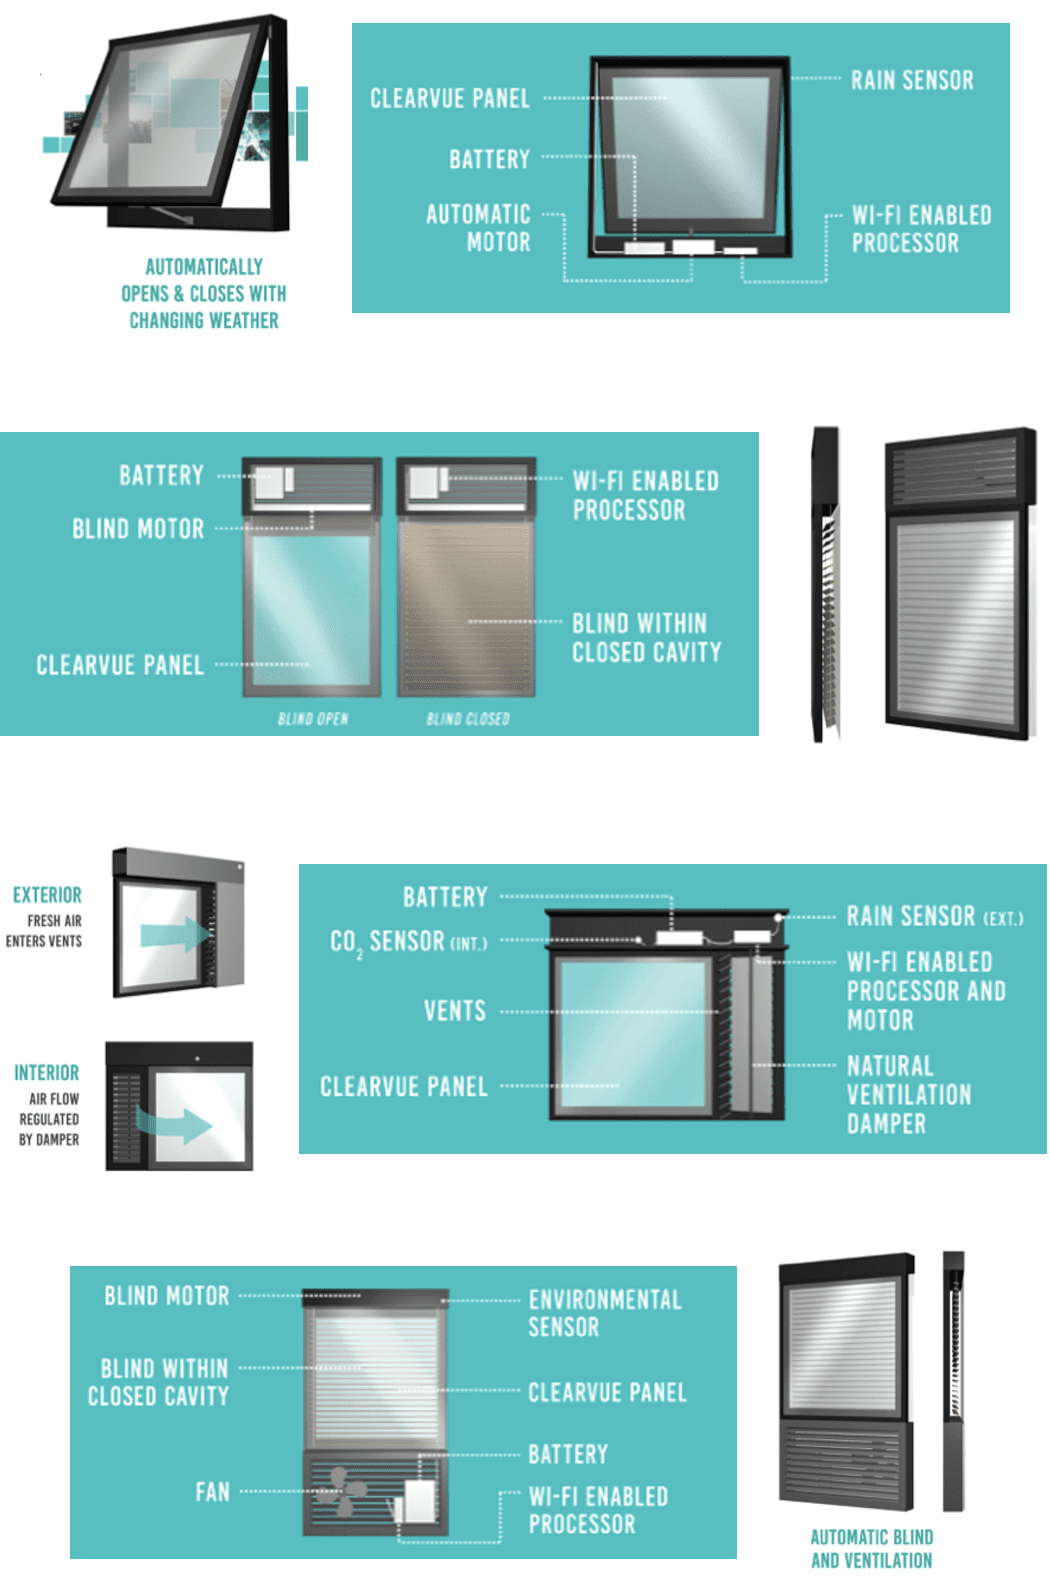 AUTOMATICALLY
OPENS & CLOSES WITH
CHANGING WEATHER
CLEARVUE PANEL
BATTERY
AUTOMATIC
MOTOR
RAIN SENSOR
WI-FI ENABLED
PROCESSOR
BATTERY
BLIND MOTOR
CLEARVUE PANEL
WI-FI ENABLED
PROCESSOR
BLIND WITHIN
CLOSED CAVITY
BLIND OPEN
BLIND CLOSED
EXTERIOR
FRESH AIR
ENTERS VENTS
INTERIOR
AIR FLOW
REGULATED
BY DAMPER
BATTERY
CO₂ SENSOR (INT.)
VENTS
CLEARVUE PANEL
RAIN SENSOR (EXT.)
WI-FI ENABLED
PROCESSOR AND
MOTOR
NATURAL
VENTILATION
DAMPER
BLIND MOTOR
BLIND WITHIN
CLOSED CAVITY
FAN
ENVIRONMENTAL
SENSOR
CLEARVUE PANEL
BATTERY
WI-FI ENABLED
PROCESSOR
AUTOMATIC BLIND
AND VENTILATION